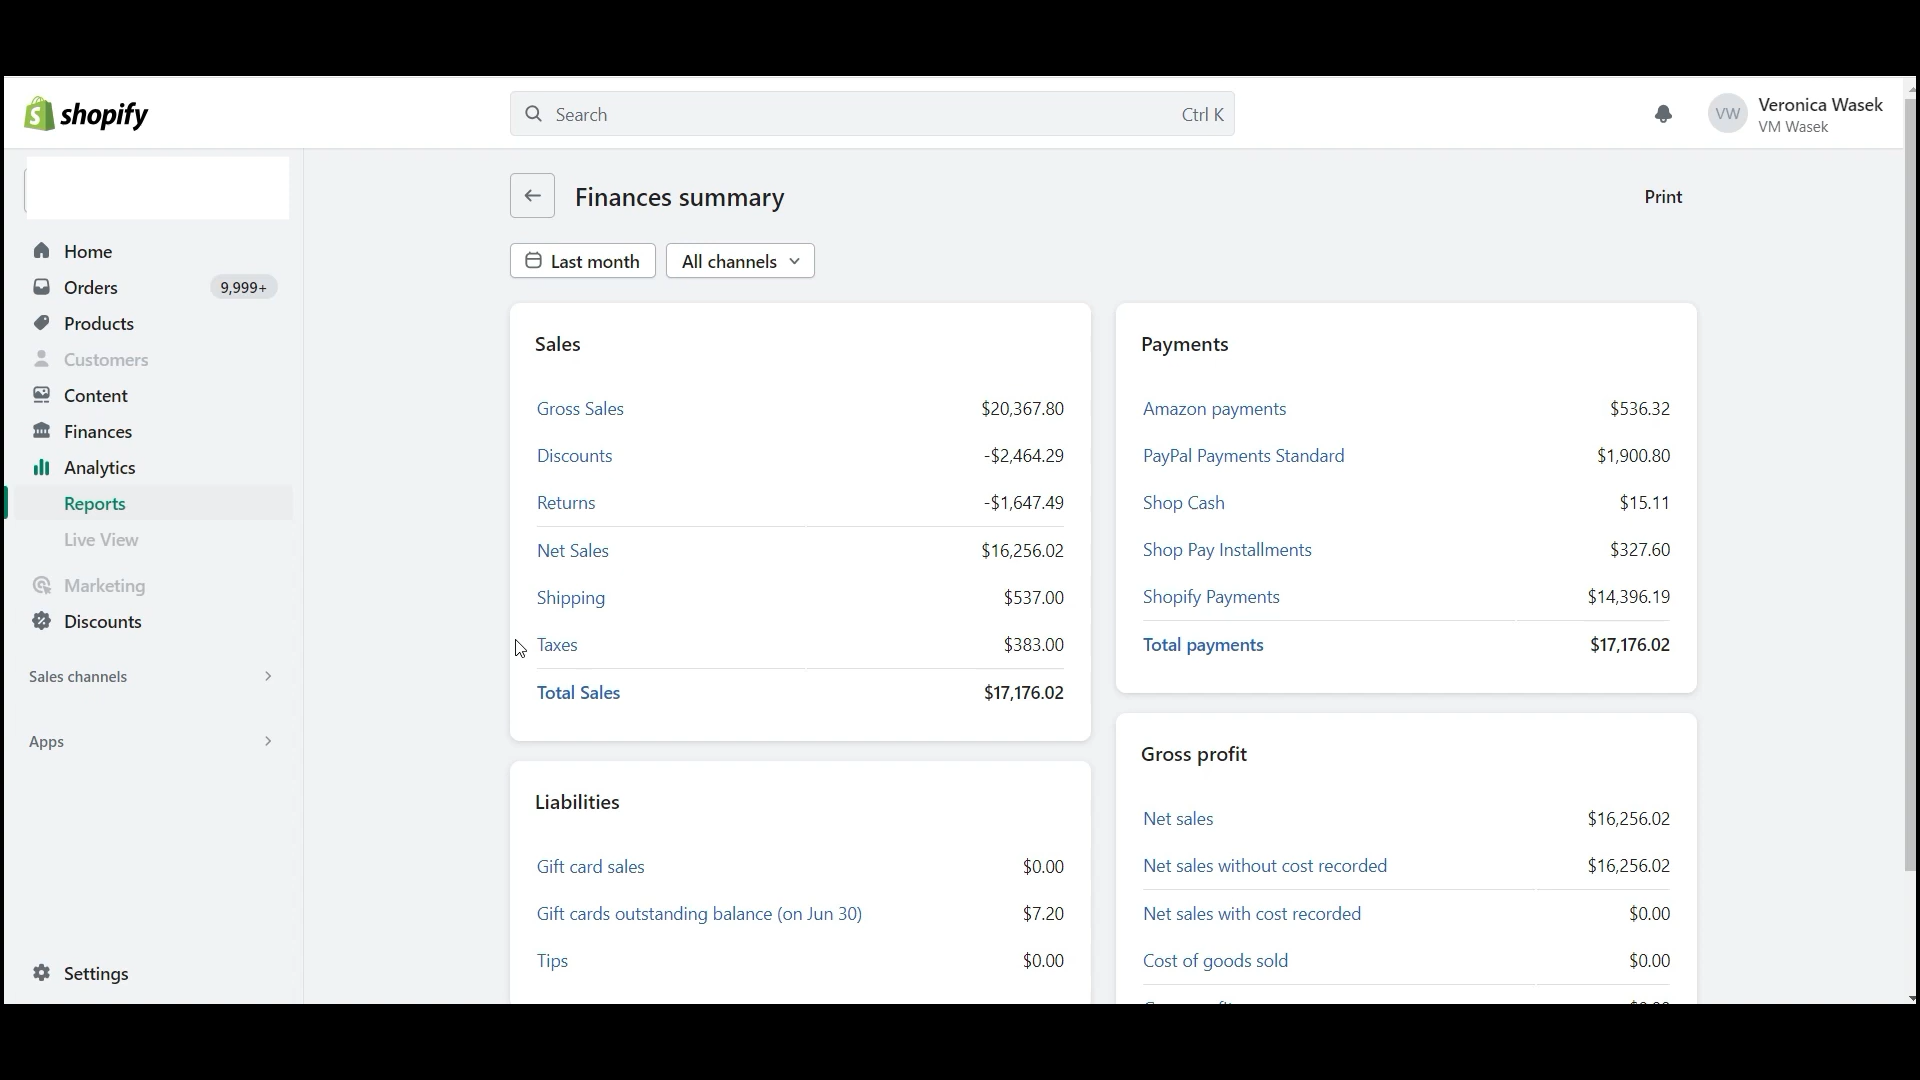 shopify
Search Ctrl K
VW Veronica Wasek
VM Wasek
Home
Orders 9,999+
Products
Customers
Content
Finances
Analytics
Reports
Live View
Marketing
Discounts
Sales channels
Apps
Settings
Finances summary Print
Last month All channels
Sales
Gross Sales $20,367.80
Discounts -$2,464.29
Returns -$1,647.49
Net Sales $16,256.02
Shipping $537.00
Taxes $383.00
Total Sales $17,176.02
Liabilities
Gift card sales $0.00
Gift cards outstanding balance (on Jun 30) $7.20
Tips $0.00
Payments
Amazon payments $536.32
PayPal Payments Standard $1,900.80
Shop Cash $15.11
Shop Pay Installments $327.60
Shopify Payments $14,396.19
Total payments $17,176.02
Gross profit
Net sales $16,256.02
Net sales without cost recorded $16,256.02
Net sales with cost recorded $0.00
Cost of goods sold $0.00